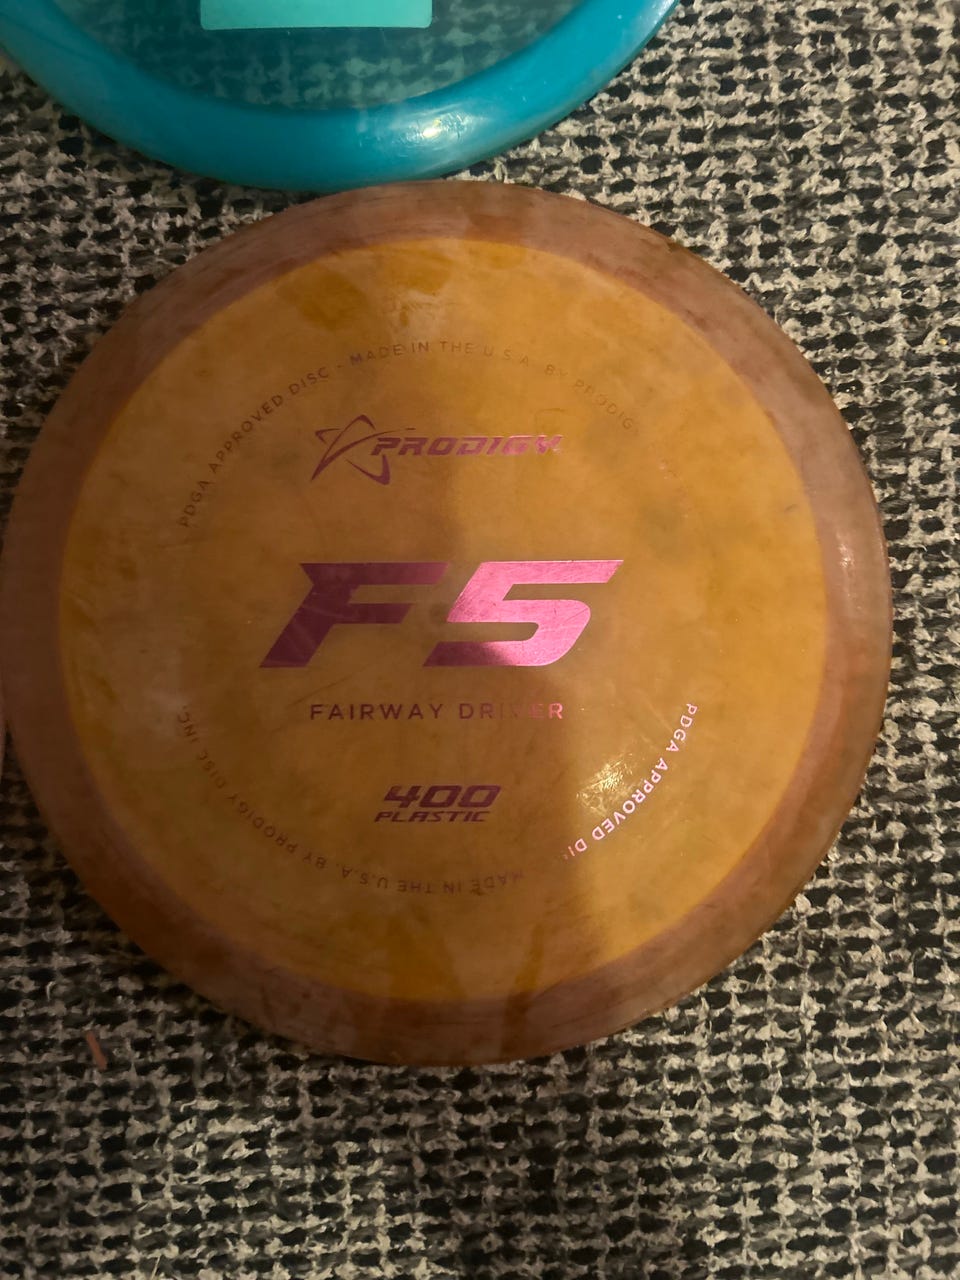 PDGA APPROVED DISC - MADE IN THE U.S.A. BY PRODIGY
PRODIGY
F5
FAIRWAY DRIVER
400
PLASTIC
PDGA APPROVED
MADE IN THE U.S.A. BY PRODIGY DISC INC.